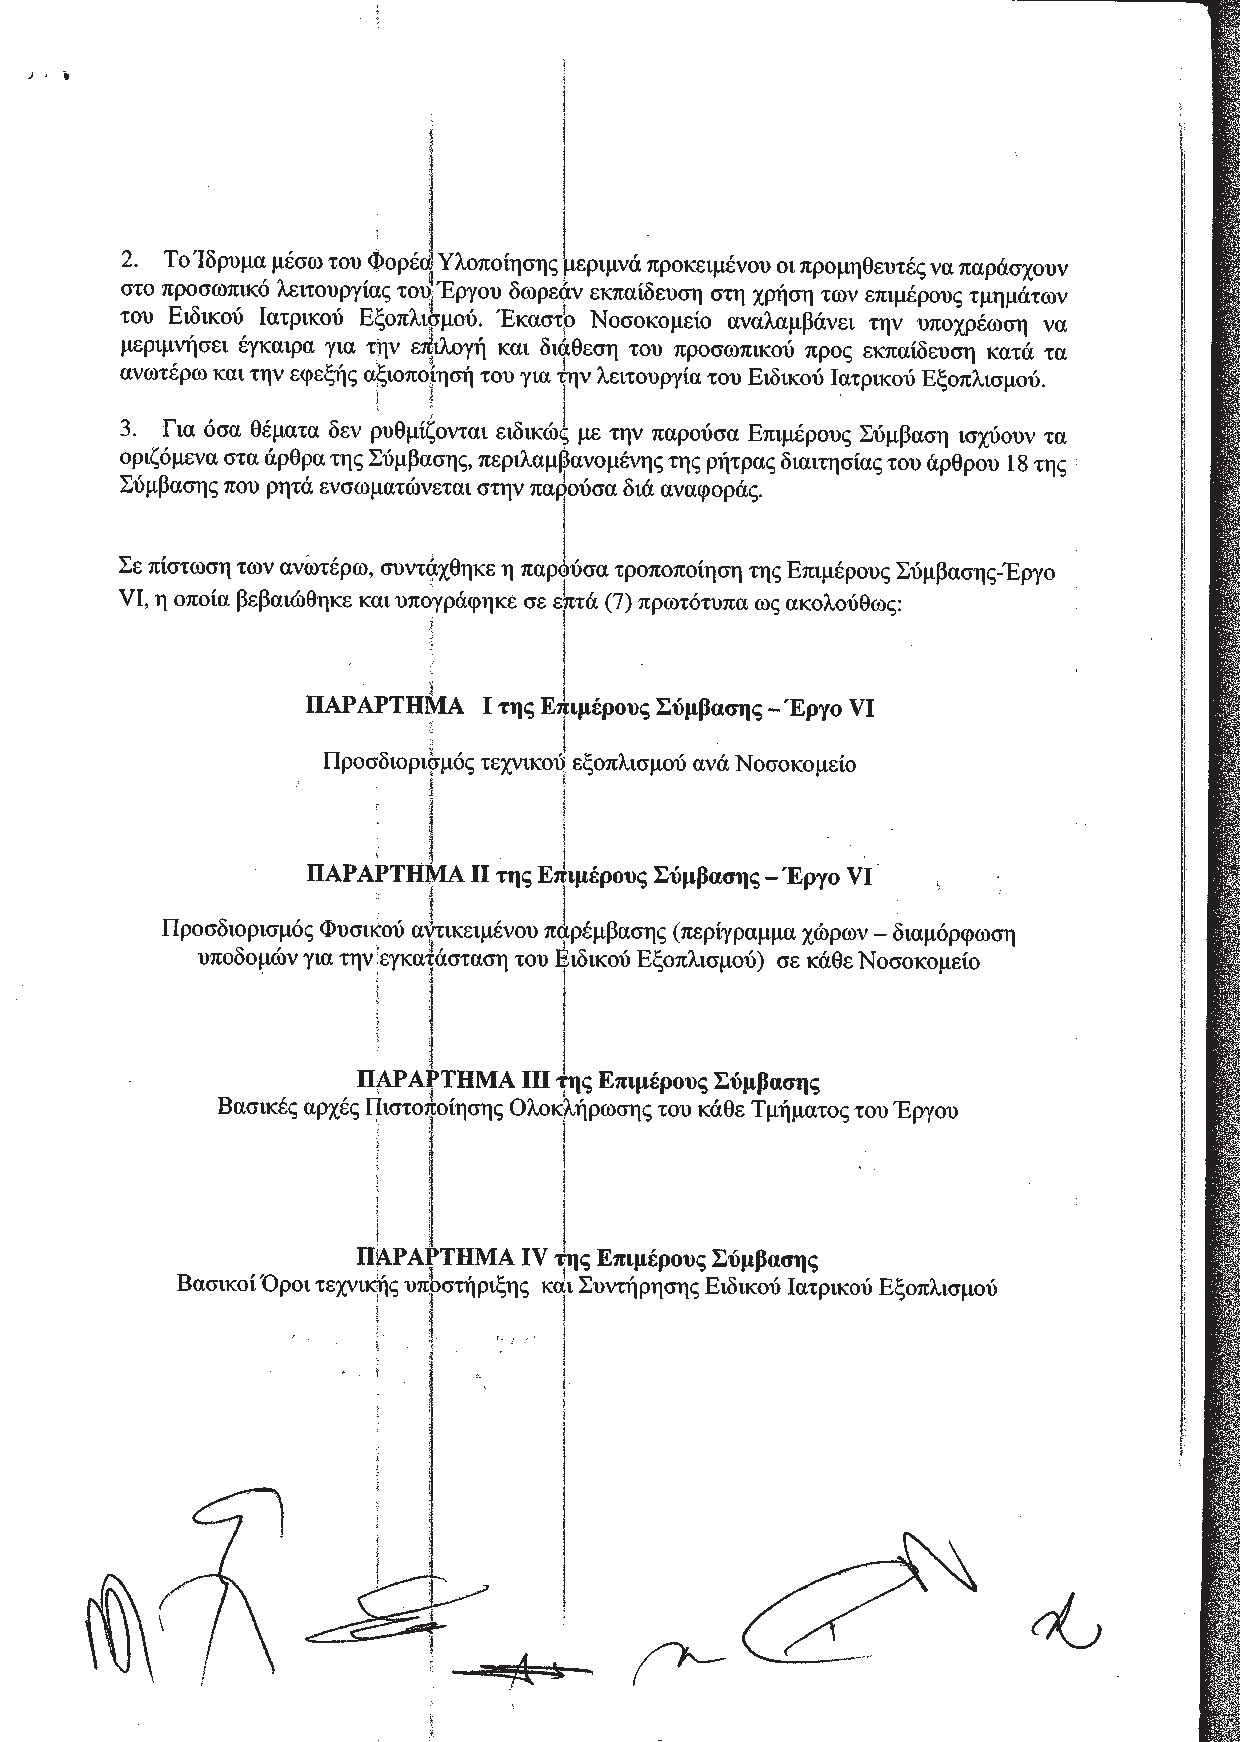 2. Το Ίδρυμα μέσω του Φορέα Υλοποίησης μεριμνά προκειμένου οι προμηθευτές να παράσχουν
στο προσωπικό λειτουργίας του Έργου δωρεάν εκπαίδευση στη χρήση των επιμέρους τμημάτων
του Ειδικού Ιατρικού Εξοπλισμού. Έκαστο Νοσοκομείο αναλαμβάνει την υποχρέωση να
μεριμνήσει έγκαιρα για την επιλογή και διάθεση του προσωπικού προς εκπαίδευση κατά τα
ανωτέρω και την εφεξής αξιοποίησή του για την λειτουργία του Ειδικού Ιατρικού Εξοπλισμού.
3. Για όσα θέματα δεν ρυθμίζονται ειδικώς με την παρούσα Επιμέρους Σύμβαση ισχύουν τα
οριζόμενα στα άρθρα της Σύμβασης, περιλαμβανομένης της ρήτρας διαιτησίας του άρθρου 18 της
Σύμβασης που ρητά ενσωματώνεται στην παρούσα διά αναφοράς.
Σε πίστωση των ανωτέρω, συντάχθηκε η παρούσα τροποποίηση της Επιμέρους Σύμβασης-Έργο
VI, η οποία βεβαιώθηκε και υπογράφηκε σε επτά (7) πρωτότυπα ως ακολούθως:
ΠΑΡΑΡΤΗΜΑ I της Επιμέρους Σύμβασης – Έργο VI
Προσδιορισμός τεχνικού εξοπλισμού ανά Νοσοκομείο
ΠΑΡΑΡΤΗΜΑ II της Επιμέρους Σύμβασης – Έργο VI
Προσδιορισμός Φυσικού αντικειμένου παρέμβασης (περίγραμμα χώρων – διαμόρφωση
υποδομών για την εγκατάσταση του Ειδικού Εξοπλισμού) σε κάθε Νοσοκομείο
ΠΑΡΑΡΤΗΜΑ III της Επιμέρους Σύμβασης
Βασικές αρχές Πιστοποίησης Ολοκλήρωσης του κάθε Τμήματος του Έργου
ΠΑΡΑΡΤΗΜΑ IV της Επιμέρους Σύμβασης
Βασικοί Όροι τεχνικής υποστήριξης και Συντήρησης Ειδικού Ιατρικού Εξοπλισμού